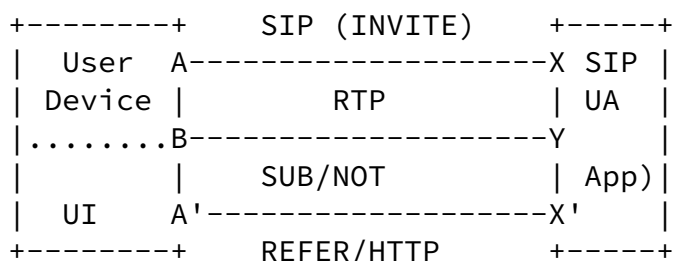 +--------+    SIP (INVITE)    +-----+
|  User  A--------------------X SIP |
| Device |        RTP         | UA  |
|........B--------------------Y     |
|        |    SUB/NOT         | App)|
|  UI    A'-------------------X'    |
+--------+    REFER/HTTP      +-----+